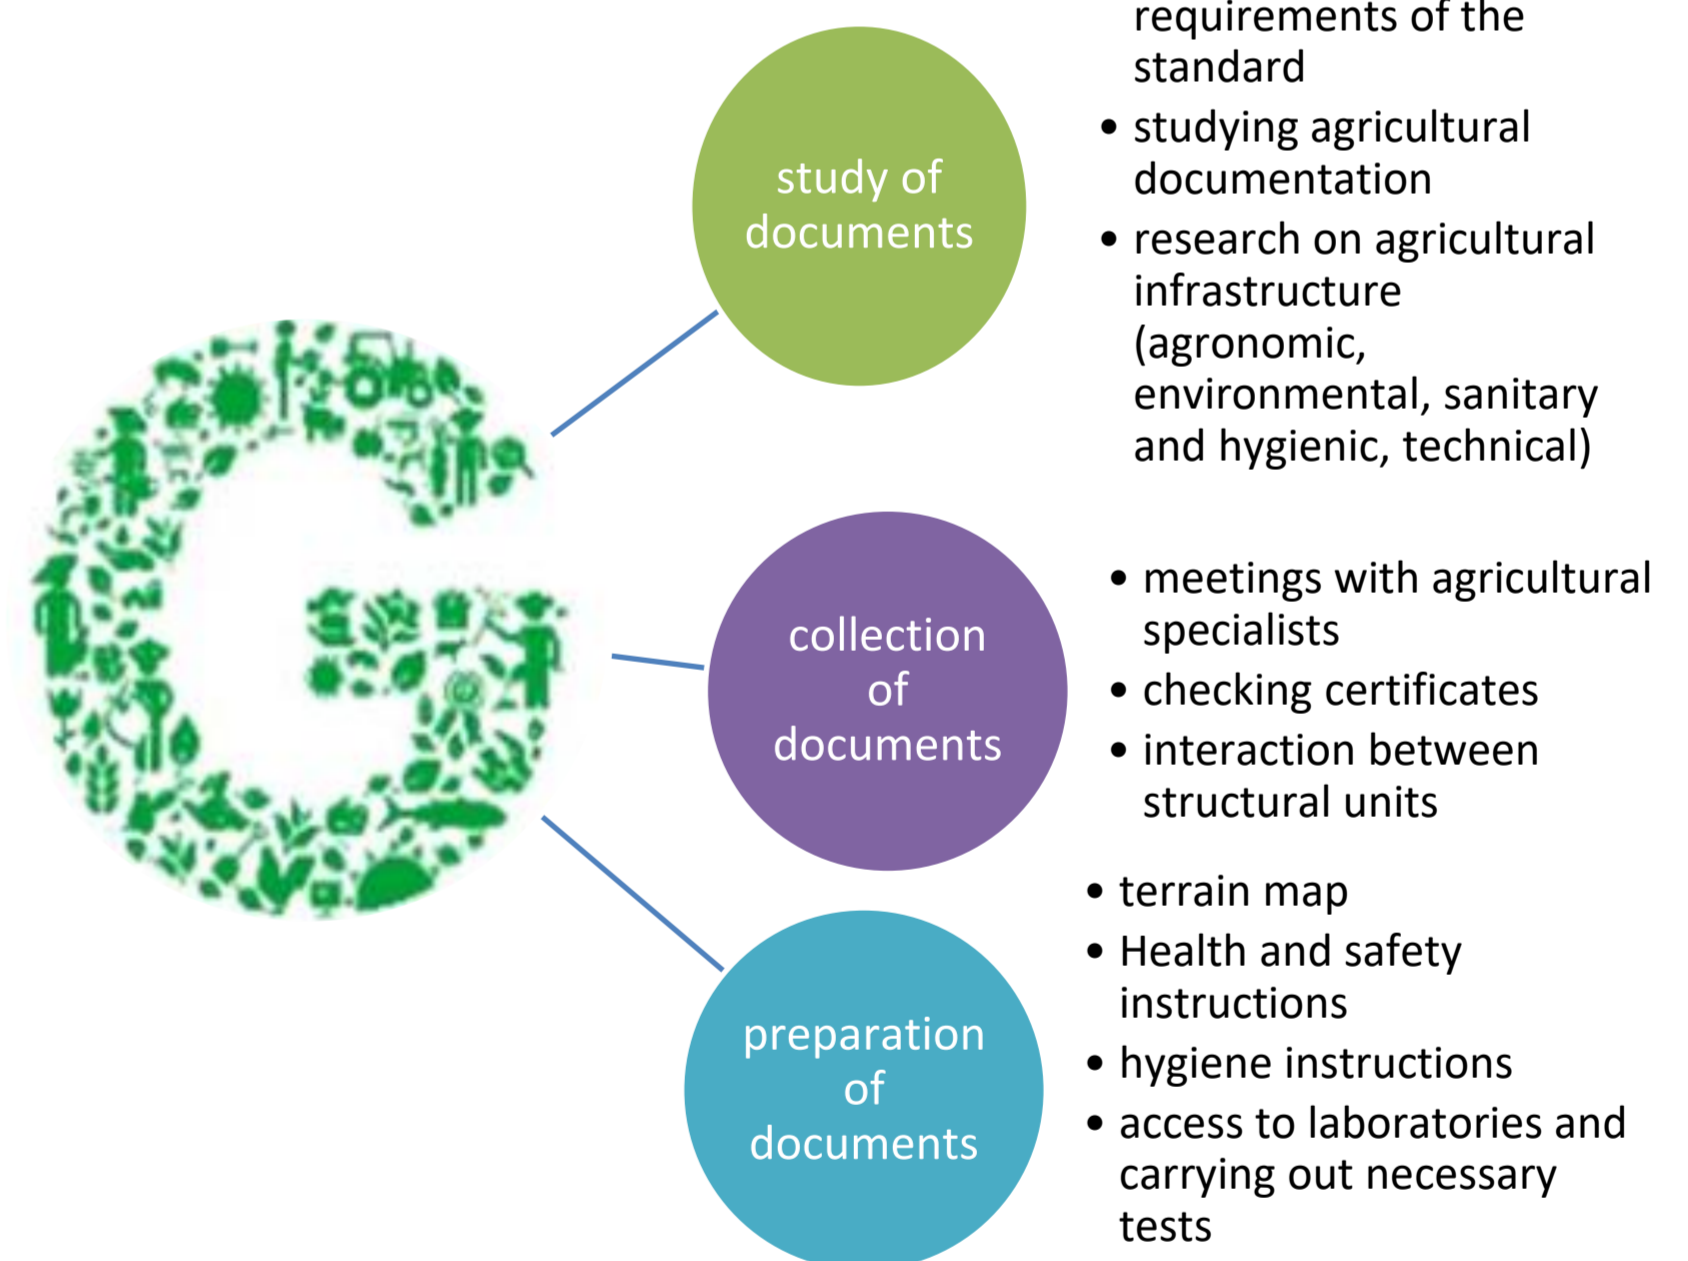 study of
documents
requirements of the
standard
• studying agricultural
documentation
• research on agricultural
infrastructure
(agronomic,
environmental, sanitary
and hygienic, technical)
collection
of
documents
• meetings with agricultural
specialists
• checking certificates
• interaction between
structural units
preparation
of
documents
• terrain map
• Health and safety
instructions
• hygiene instructions
• access to laboratories and
carrying out necessary
tests